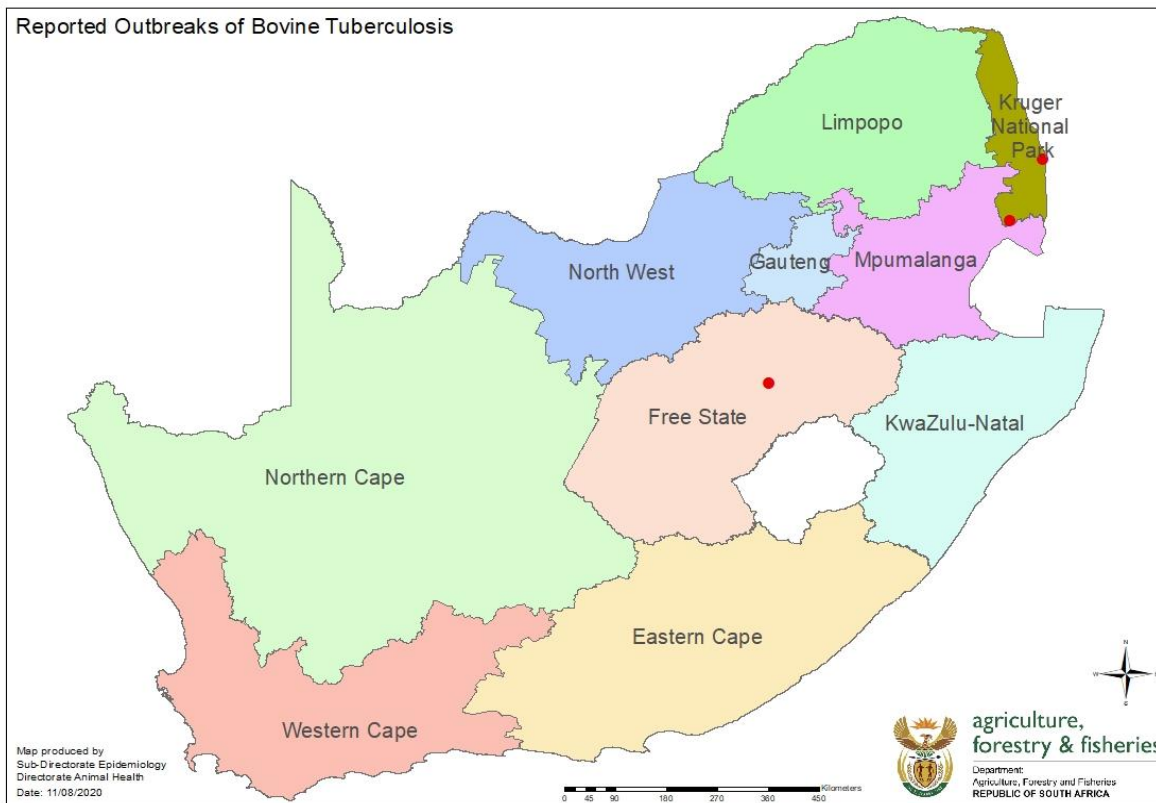 Reported Outbreaks of Bovine Tuberculosis
Limpopo
Kruger
National
Park
North West
Gauteng
Mpumalanga
Free State
KwaZulu-Natal
Northern Cape
Eastern Cape
Western Cape
N
W
S
Map produced by
Sub-Directorate Epidemiology
Directorate Animal Health
Date: 11/08/2020
Kilometers
0 45 90 180 270 360 450
agriculture,
forestry & fisheries
Department:
Agriculture, Forestry and Fisheries
REPUBLIC OF SOUTH AFRICA